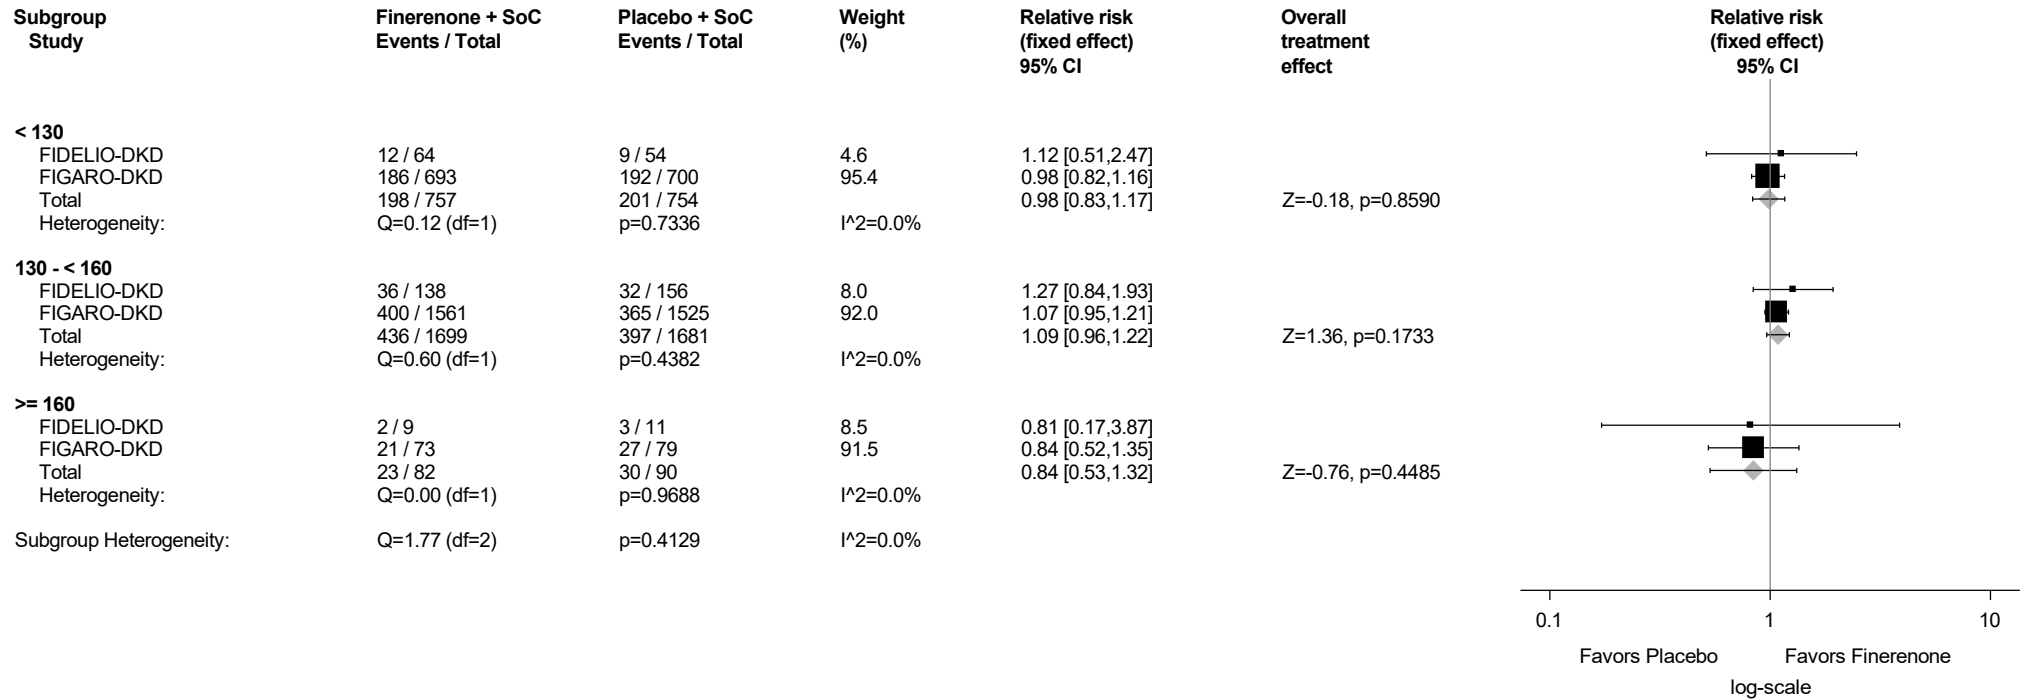 Subgroup Finerenone + SoC Placebo + SoC Weight Relative risk Overall Relative risk
Study Events / Total Events / Total (%) (fixed effect) treatment (fixed effect)
95% CI effect 95% CI
< 130
FIDELIO-DKD 12 / 64 9 / 54 4.6 1.12 [0.51,2.47]
FIGARO-DKD 186 / 693 192 / 700 95.4 0.98 [0.82,1.16]
Total 198 / 757 201 / 754 0.98 [0.83,1.17] Z=-0.18, p=0.8590
Heterogeneity: Q=0.12 (df=1) p=0.7336 I^2=0.0%
130 - < 160
FIDELIO-DKD 36 / 138 32 / 156 8.0 1.27 [0.84,1.93]
FIGARO-DKD 400 / 1561 365 / 1525 92.0 1.07 [0.95,1.21]
Total 436 / 1699 397 / 1681 1.09 [0.96,1.22] Z=1.36, p=0.1733
Heterogeneity: Q=0.60 (df=1) p=0.4382 I^2=0.0%
>= 160
FIDELIO-DKD 2 / 9 3 / 11 8.5 0.81 [0.17,3.87]
FIGARO-DKD 21 / 73 27 / 79 91.5 0.84 [0.52,1.35]
Total 23 / 82 30 / 90 0.84 [0.53,1.32] Z=-0.76, p=0.4485
Heterogeneity: Q=0.00 (df=1) p=0.9688 I^2=0.0%
Subgroup Heterogeneity: Q=1.77 (df=2) p=0.4129 I^2=0.0%
0.1 1 10
Favors Placebo Favors Finerenone
log-scale